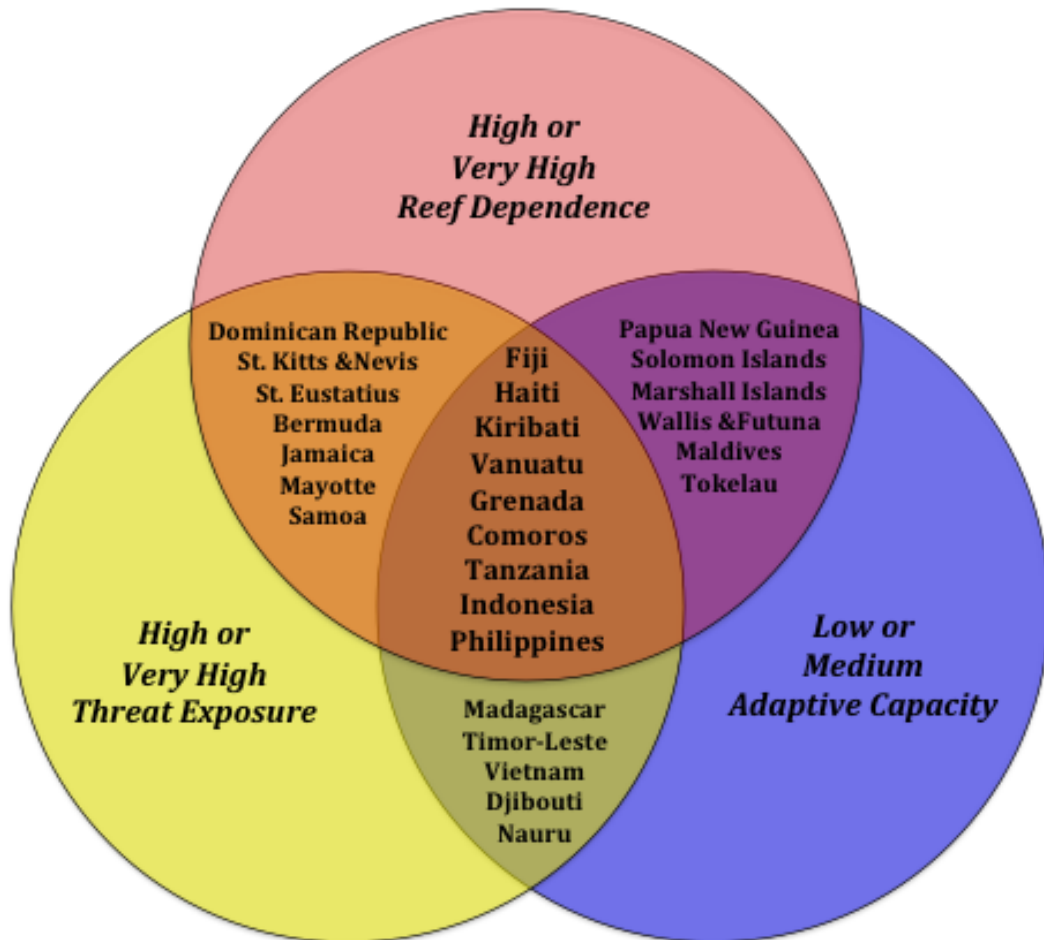 High or
Very High
Reef Dependence
Dominican Republic
St. Kitts &Nevis
St. Eustatius
Bermuda
Jamaica
Mayotte
Samoa
Fiji
Haiti
Kiribati
Vanuatu
Grenada
Comoros
Tanzania
Indonesia
Philippines
Papua New Guinea
Solomon Islands
Marshall Islands
Wallis &Futuna
Maldives
Tokelau
High or
Very High
Threat Exposure
Low or
Medium
Adaptive Capacity
Madagascar
Timor-Leste
Vietnam
Djibouti
Nauru